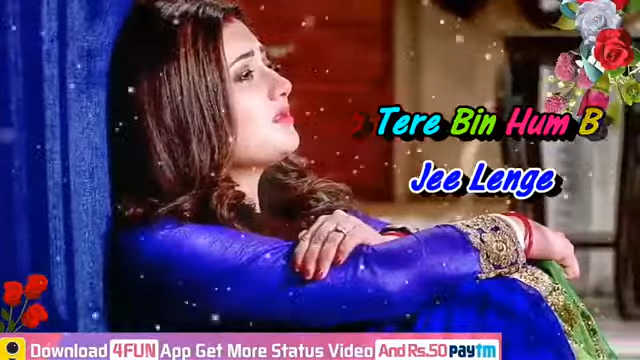 Tere Bin Hum B
Jee Lenge
Download 4FUN App Get More Status Video And Rs.50 paytm